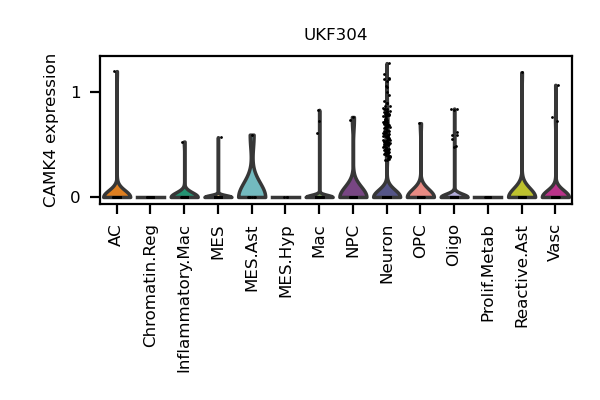 UKF304
CAMK4 expression
1
0
AC
Chromatin.Reg
Inflammatory.Mac
MES
MES.Ast
MES.Hyp
Mac
NPC
Neuron
OPC
Oligo
Prolif.Metab
Reactive.Ast
Vasc